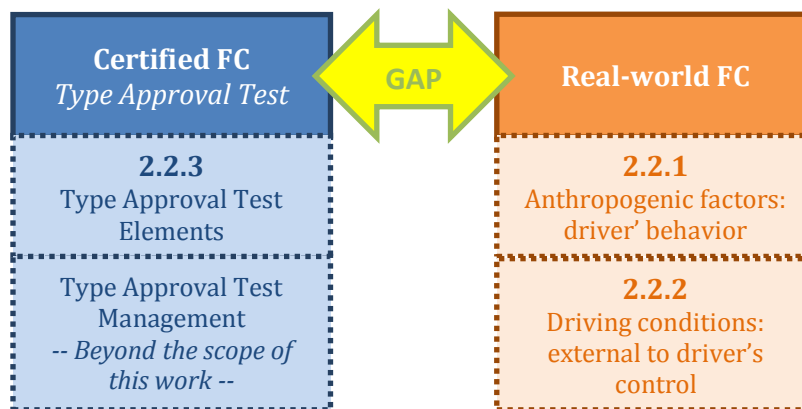 Certified FC
Type Approval Test
GAP
Real-world FC
2.2.3
Type Approval Test
Elements
Type Approval Test
Management
-- Beyond the scope of
this work --
2.2.1
Anthropogenic factors:
driver’ behavior
2.2.2
Driving conditions:
external to driver’s
control